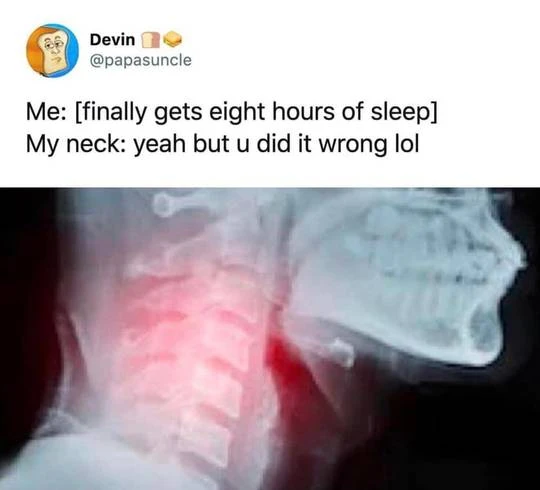 Devin 🍞🥪
@papasuncle
Me: [finally gets eight hours of sleep]
My neck: yeah but u did it wrong lol